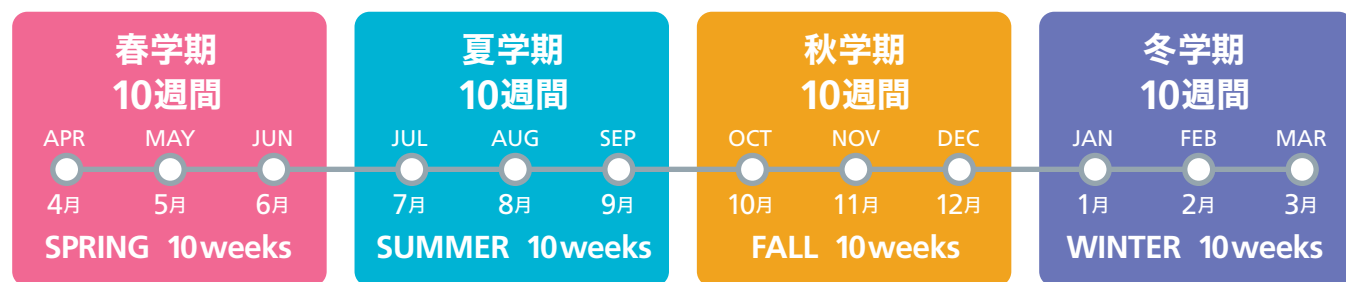 春学期
10週間
APR MAY JUN
4月 5月 6月
SPRING 10weeks
夏学期
10週間
JUL AUG SEP
7月 8月 9月
SUMMER 10weeks
秋学期
10週間
OCT NOV DEC
10月 11月 12月
FALL 10weeks
冬学期
10週間
JAN FEB MAR
1月 2月 3月
WINTER 10weeks